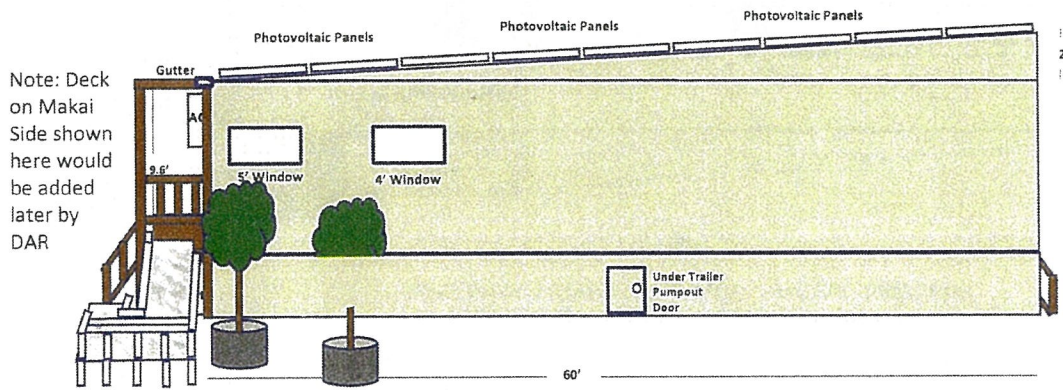 Photovoltaic Panels
Photovoltaic Panels
Photovoltaic Panels
Gutter
Note: Deck
on Makai
Side shown
here would
be added
later by
DAR
9.6'
5' Window
4' Window
Under Trailer
Pumpout
Door
60'